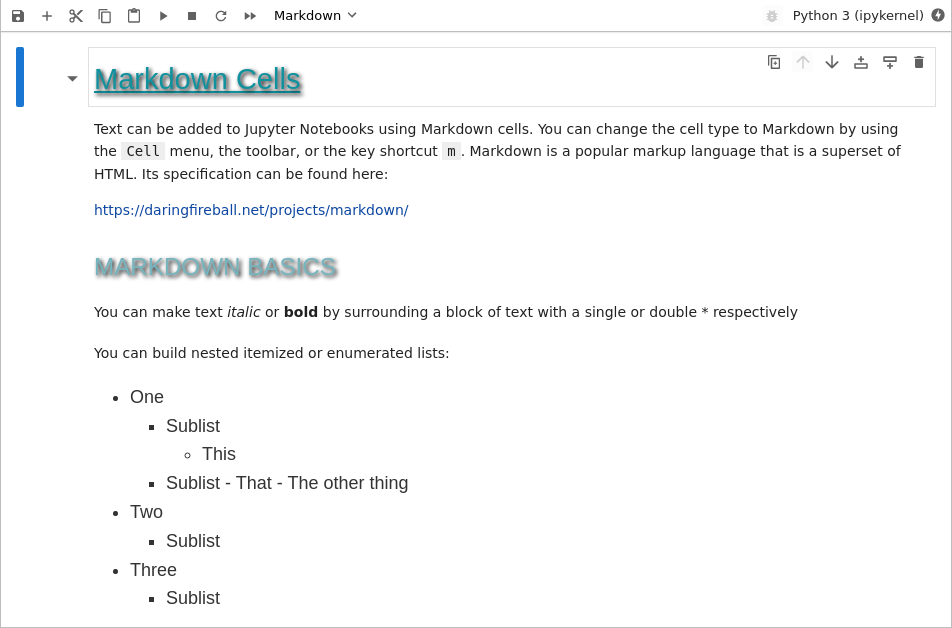 Markdown
Python 3 (ipykernel)
Markdown Cells
Text can be added to Jupyter Notebooks using Markdown cells. You can change the cell type to Markdown by using
the Cell menu, the toolbar, or the key shortcut m. Markdown is a popular markup language that is a superset of
HTML. Its specification can be found here:
https://daringfireball.net/projects/markdown/
MARKDOWN BASICS
You can make text italic or bold by surrounding a block of text with a single or double * respectively
You can build nested itemized or enumerated lists:
One
Sublist
This
Sublist - That - The other thing
Two
Sublist
Three
Sublist